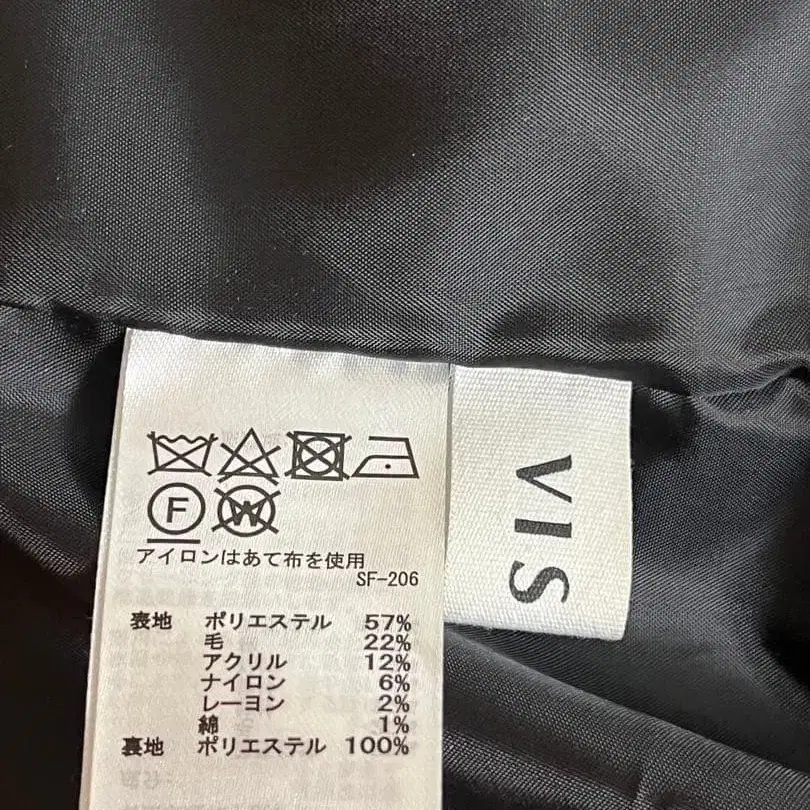 F
W
アイロンはあて布を使用
SF-206
表地 ポリエステル 57%
毛 22%
アクリル 12%
ナイロン 6%
レーヨン 2%
綿 1%
裏地 ポリエステル 100%
VIS